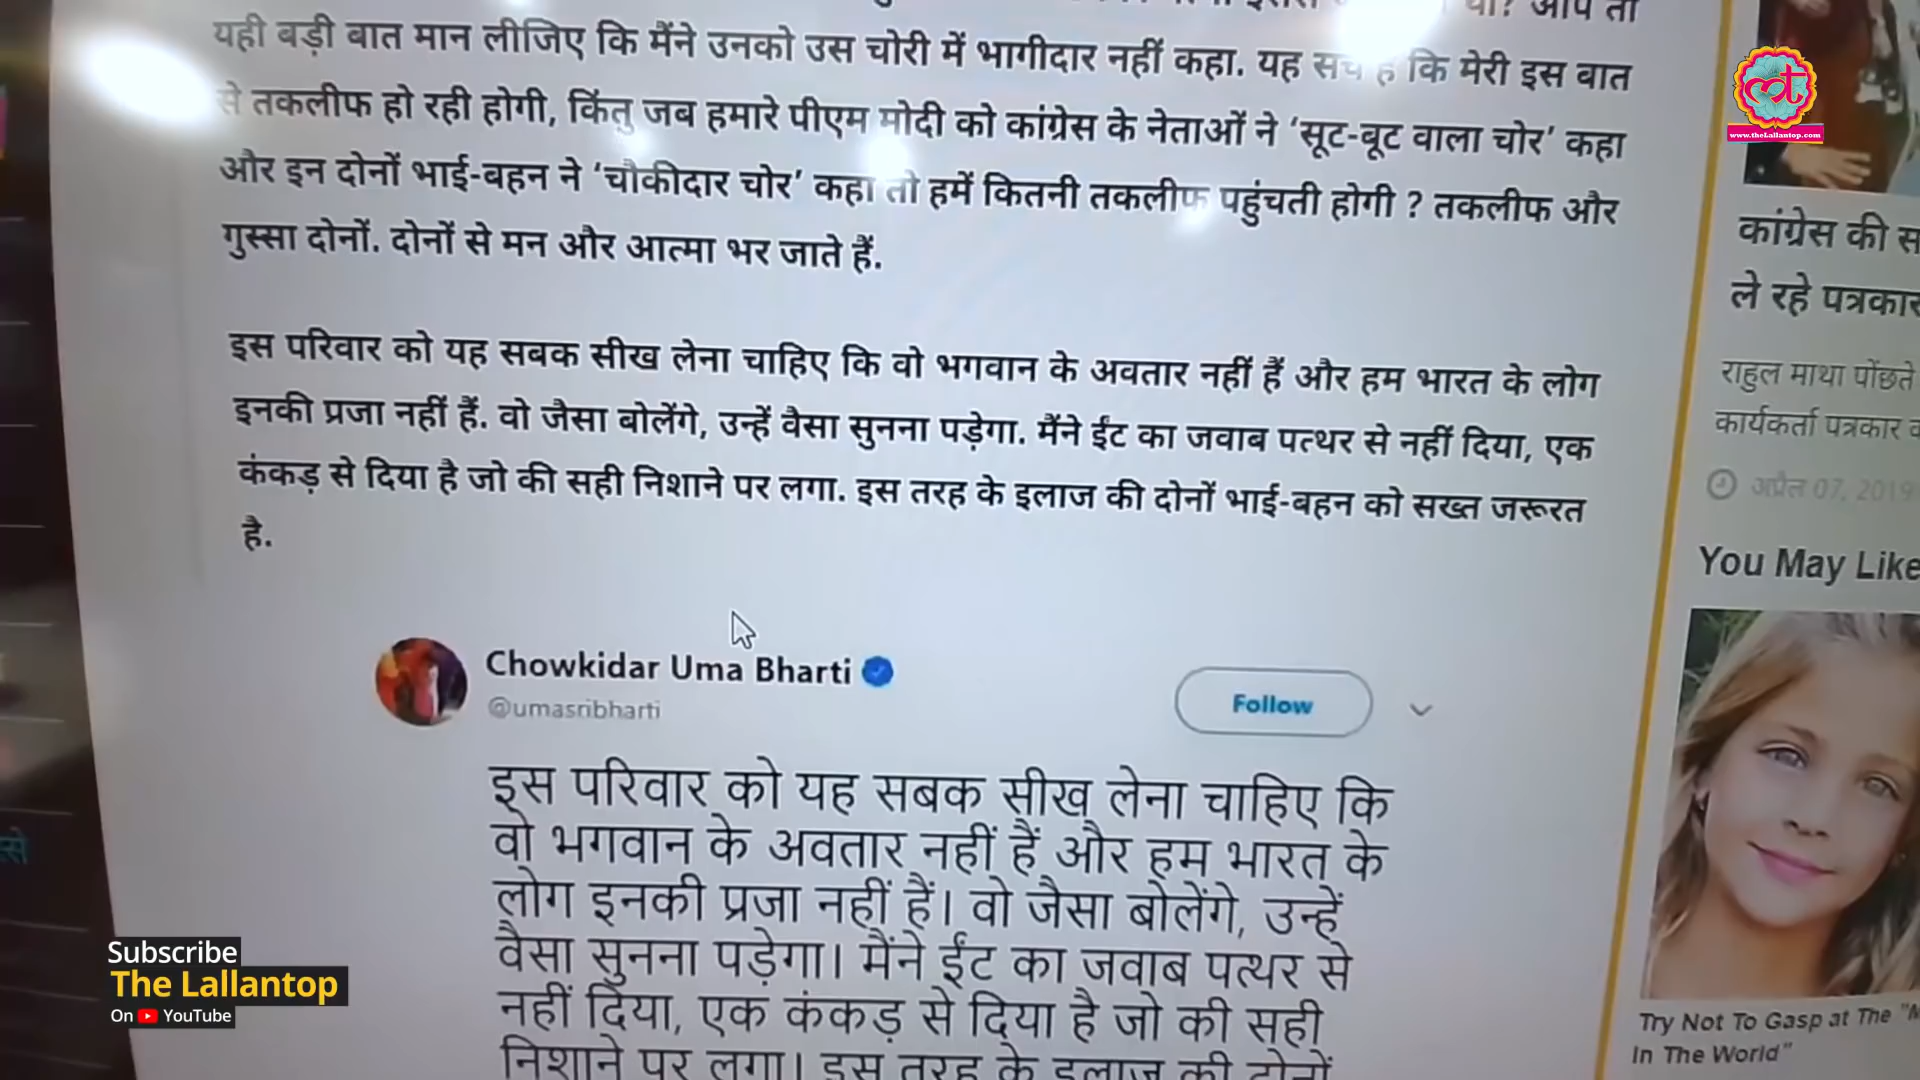 यही बड़ी बात मान लीजिए कि मैंने उनको उस चोरी में भागीदार नहीं कहा. यह सच है कि मेरी इस बात
से तकलीफ हो रही होगी, किंतु जब हमारे पीएम मोदी को कांग्रेस के नेताओं ने ‘सूट-बूट वाला चोर’ कहा
और इन दोनों भाई-बहन ने ‘चौकीदार चोर’ कहा तो हमें कितनी तकलीफ पहुंचती होगी ? तकलीफ और
गुस्सा दोनों. दोनों से मन और आत्मा भर जाते हैं.
इस परिवार को यह सबक सीख लेना चाहिए कि वो भगवान के अवतार नहीं हैं और हम भारत के लोग
इनकी प्रजा नहीं हैं. वो जैसा बोलेंगे, उन्हें वैसा सुनना पड़ेगा. मैंने ईंट का जवाब पत्थर से नहीं दिया, एक
कंकड़ से दिया है जो की सही निशाने पर लगा. इस तरह के इलाज की दोनों भाई-बहन को सख्त जरूरत
है.
Chowkidar Uma Bharti
@umasribharti
Follow
इस परिवार को यह सबक सीख लेना चाहिए कि
वो भगवान के अवतार नहीं हैं और हम भारत के
लोग इनकी प्रजा नहीं हैं। वो जैसा बोलेंगे, उन्हें
वैसा सुनना पड़ेगा। मैंने ईंट का जवाब पत्थर से
नहीं दिया, एक कंकड़ से दिया है जो की सही
निशाने पर लगा। इस तरह के इलाज की दोनों
www.theLallantop.com
कांग्रेस की
ले रहे पत्रकार
राहुल माथा पोंछते
कार्यकर्ता पत्रकार
अप्रैल 07, 2019
You May Like
Try Not To Gasp at The
In The World"
Subscribe
The Lallantop
On YouTube